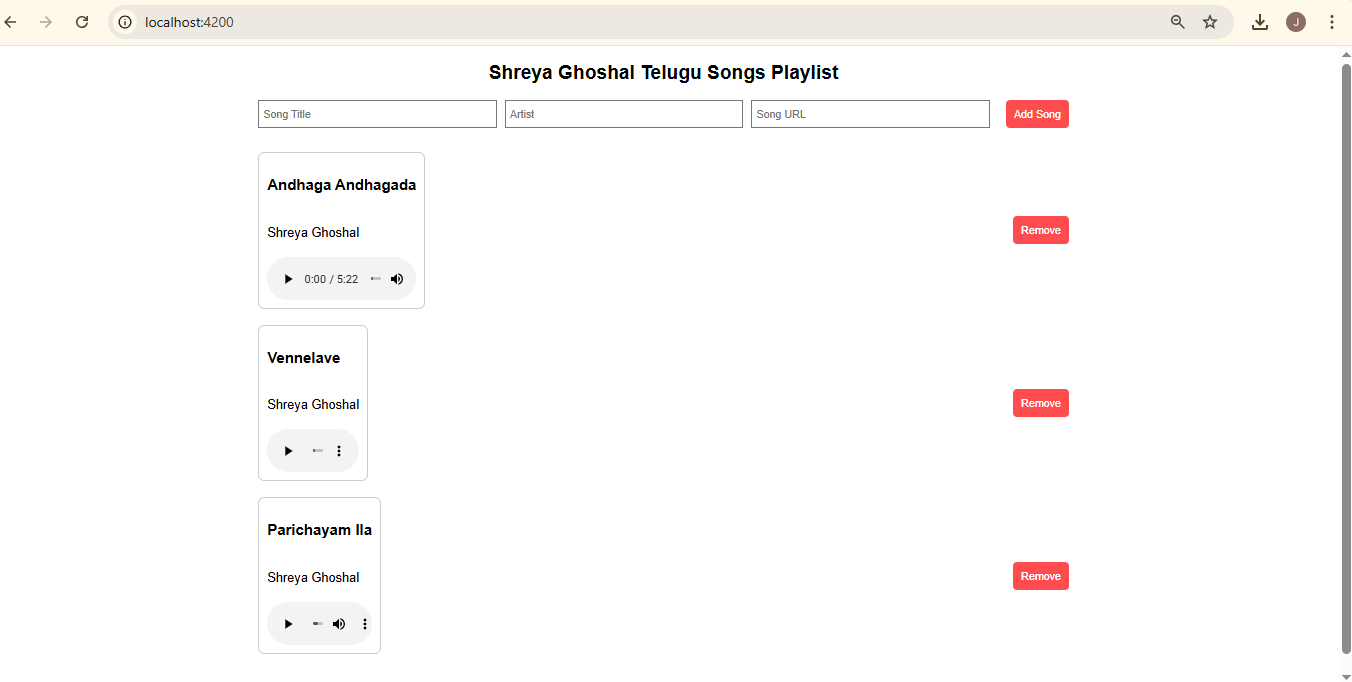 localhost:4200
J
Shreya Ghoshal Telugu Songs Playlist
Song Title Artist Song URL Add Song
Andhaga Andhagada
Shreya Ghoshal
Remove
0:00 / 5:22
Vennelave
Shreya Ghoshal
Remove
Parichayam Ila
Shreya Ghoshal
Remove